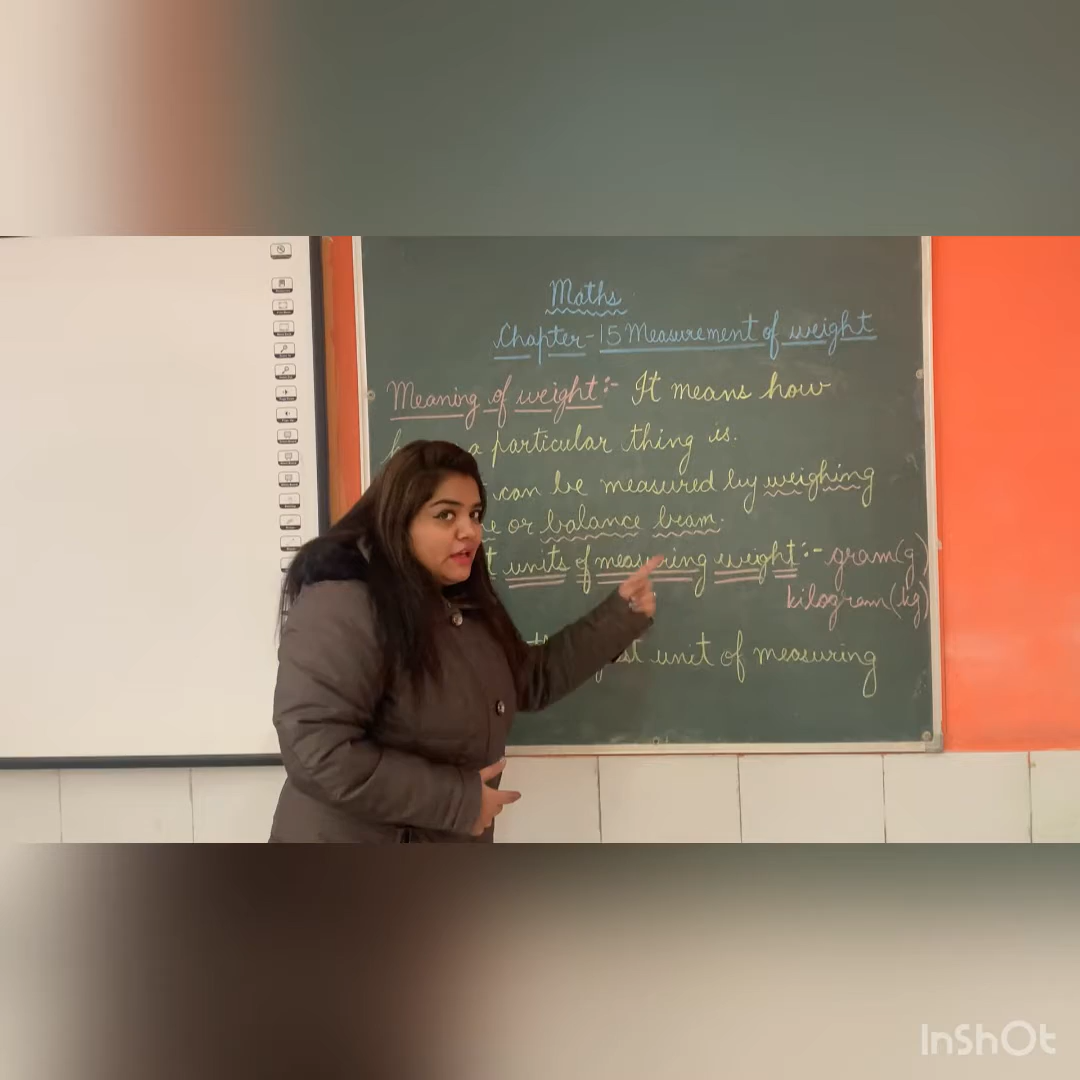 Maths
Chapter-15 Measurement of weight
Meaning of weight:- It means how
a particular thing is.
can be measured by weighing
or balance beam.
units of measuring weight:- gram(g)
kilogram(kg)
unit of measuring
InShOt